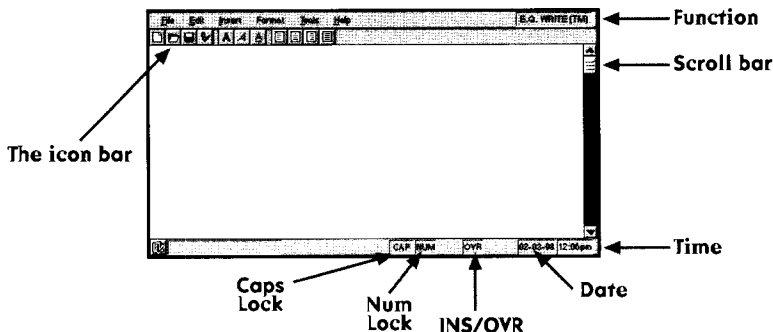 File Edit Insert Format Tools Help E.Q. WRITE (TM)
Function
Scroll bar
The icon bar
CAP NUM OVR 02-03-98 12:06pm
Time
Caps Lock
Num Lock
INS/OVR
Date